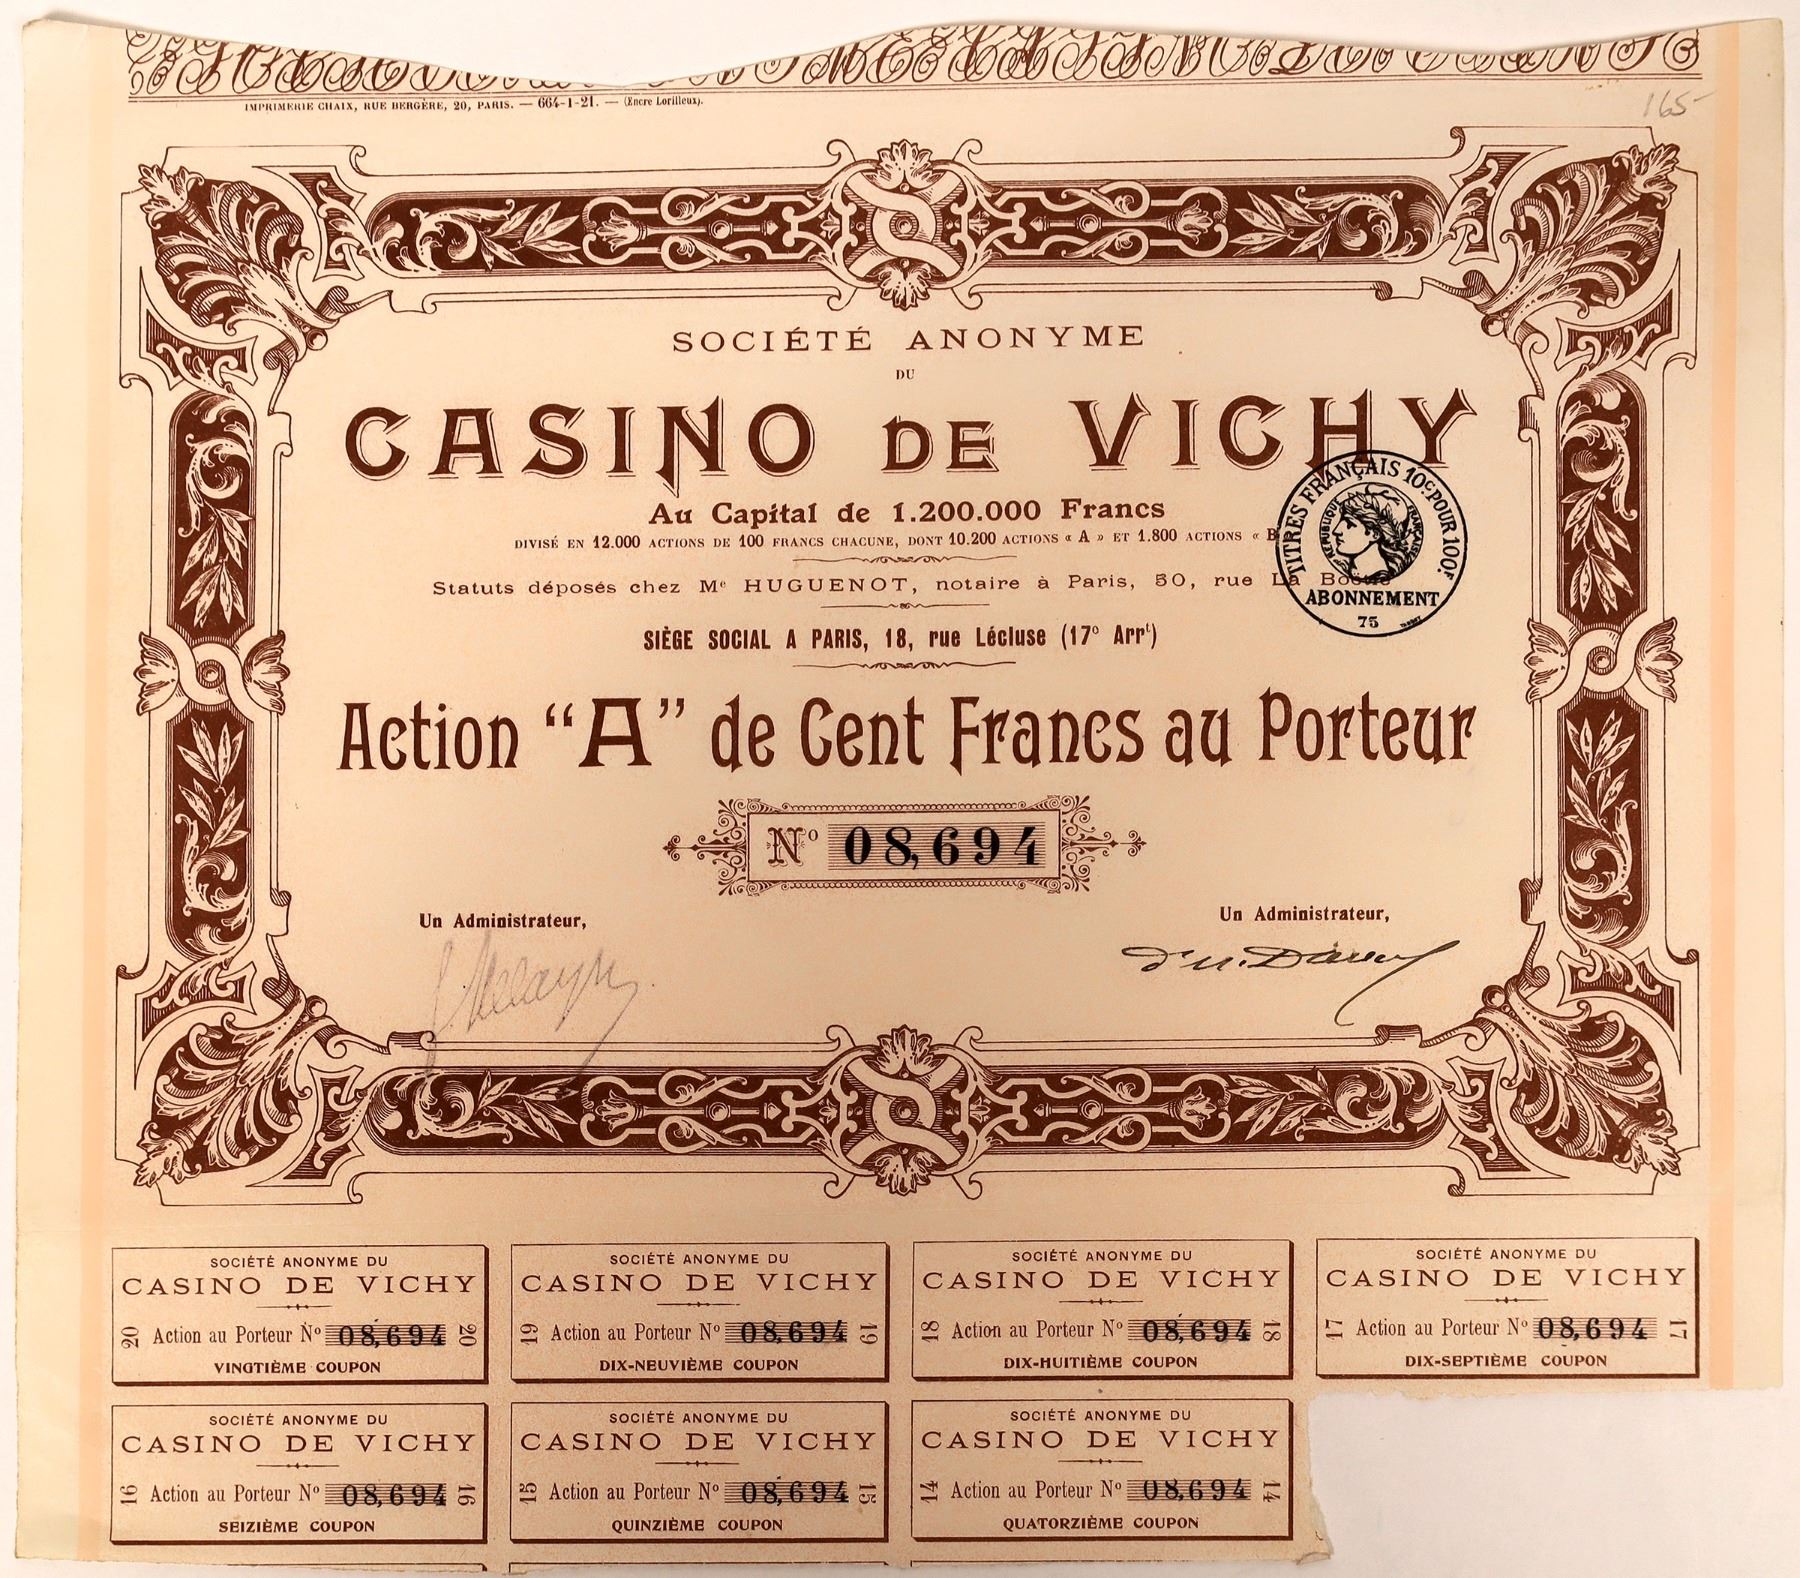 IMPRIMERIE CHAIX, RUE BERGÈRE, 20, PARIS. — 664-1-21. — (Encre Lorilleux).
165-
SOCIÉTÉ ANONYME
DU
CASINO DE VICHY
Au Capital de 1.200.000 Francs
DIVISÉ EN 12.000 ACTIONS DE 100 FRANCS CHACUNE, DONT 10.200 ACTIONS « A » ET 1.800 ACTIONS « B
Statuts déposés chez Me HUGUENOT, notaire à Paris, 50, rue La Boëtie
SIÈGE SOCIAL A PARIS, 18, rue Lécluse (17e Arrt)
TITRES FRANÇAIS 10c POUR 100f
RÉPUBLIQUE FRANÇAISE
ABONNEMENT
75
Action "A" de Cent Francs au Porteur
No 08,694
Un Administrateur,
Un Administrateur,
SOCIÉTÉ ANONYME DU
CASINO DE VICHY
20 Action au Porteur No 08,694 20
VINGTIÈME COUPON
SOCIÉTÉ ANONYME DU
CASINO DE VICHY
19 Action au Porteur No 08,694 19
DIX-NEUVIÈME COUPON
SOCIÉTÉ ANONYME DU
CASINO DE VICHY
18 Action au Porteur No 08,694 18
DIX-HUITIÈME COUPON
SOCIÉTÉ ANONYME DU
CASINO DE VICHY
17 Action au Porteur No 08,694 17
DIX-SEPTIÈME COUPON
SOCIÉTÉ ANONYME DU
CASINO DE VICHY
16 Action au Porteur No 08,694 16
SEIZIÈME COUPON
SOCIÉTÉ ANONYME DU
CASINO DE VICHY
15 Action au Porteur No 08,694 15
QUINZIÈME COUPON
SOCIÉTÉ ANONYME DU
CASINO DE VICHY
14 Action au Porteur No 08,694 14
QUATORZIÈME COUPON